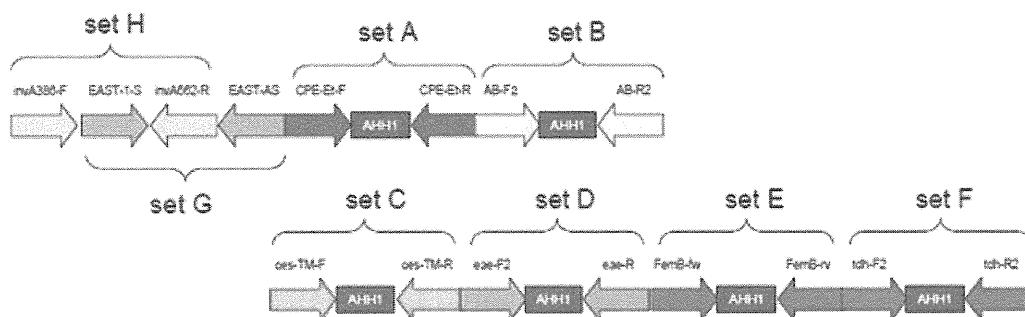 set H set A set B
invA386-F EAST-1-S invA662-R EAST-AS CPE-Et-F CPE-Et-R AB-F2 AB-R2
AHH1 AHH1
set G
set C set D set E set F
ces-TM-F ces-TM-R eae-F2 eae-R FemB-fw FemB-rv tdh-F2 tdh-R2
AHH1 AHH1 AHH1 AHH1